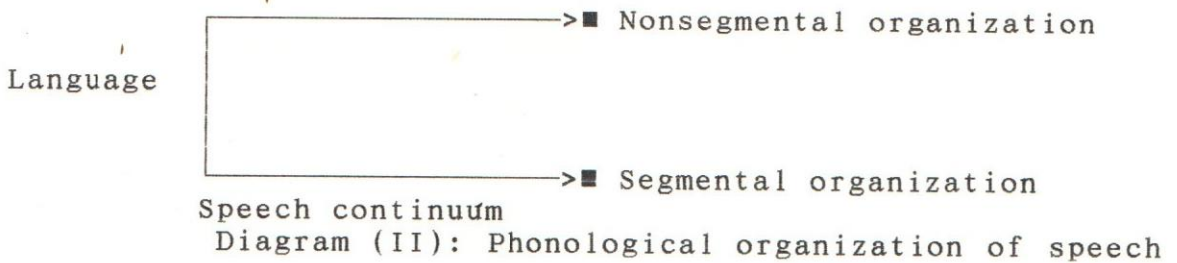 >■ Nonsegmental organization
Language
>■ Segmental organization
Speech continuum
Diagram (II): Phonological organization of speech